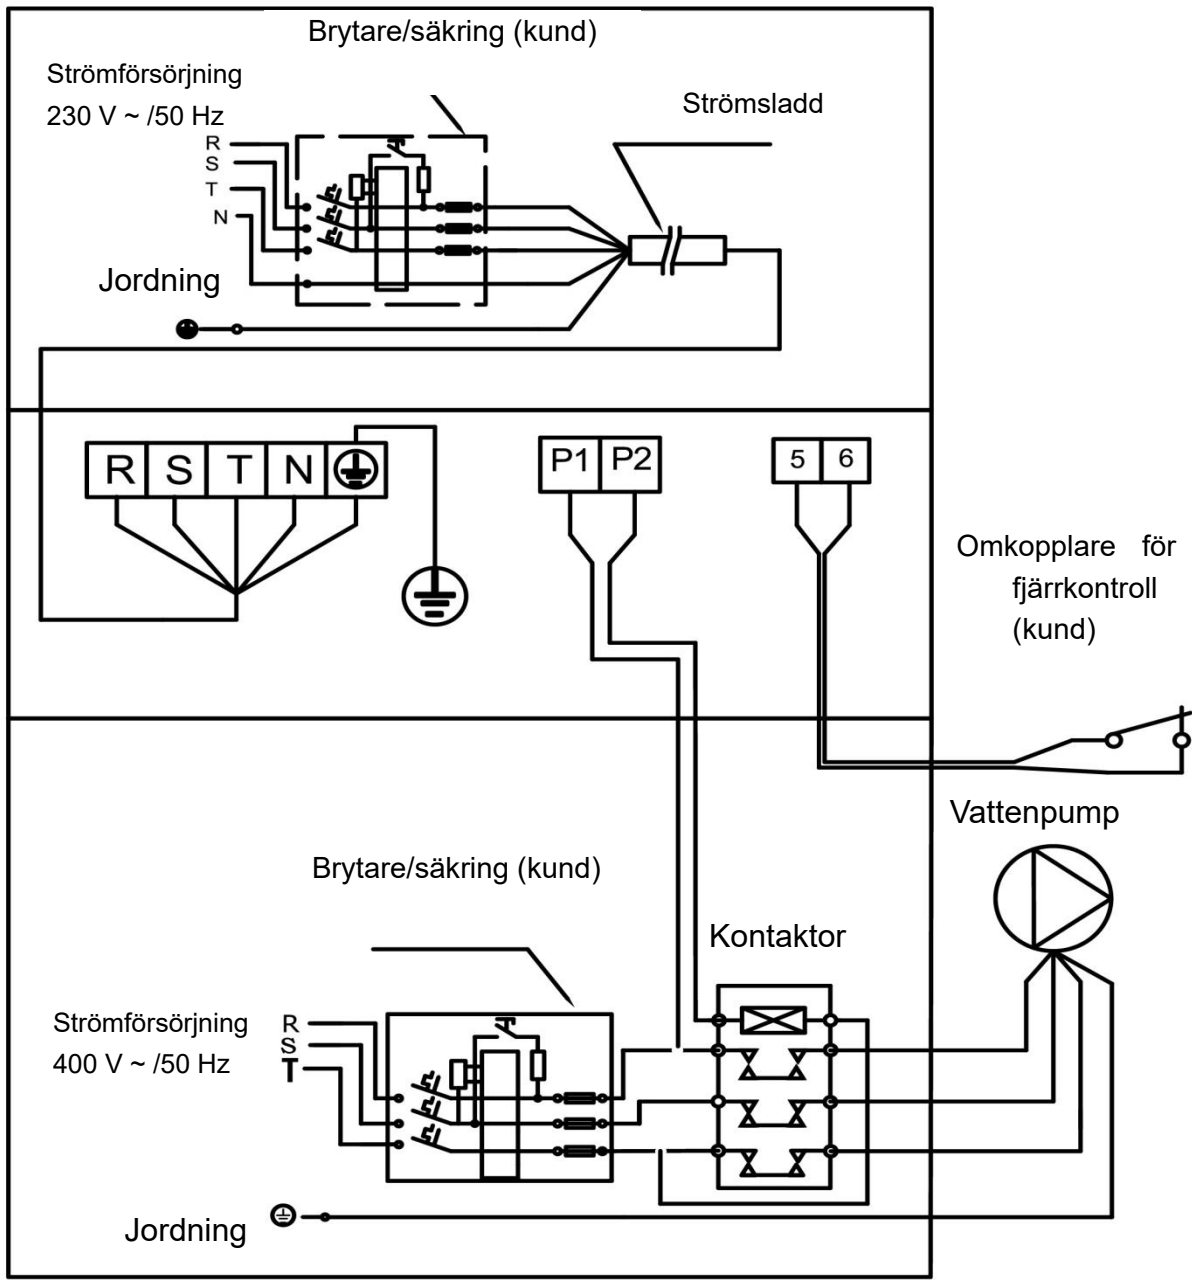 Brytare/säkring (kund)
Strömförsörjning
230 V ~ /50 Hz
Strömsladd
R
S
T
N
Jordning
R S T N
P1 P2
5 6
Omkopplare för
fjärrkontroll
(kund)
Vattenpump
Brytare/säkring (kund)
Kontaktor
Strömförsörjning
400 V ~ /50 Hz
R
S
T
Jordning